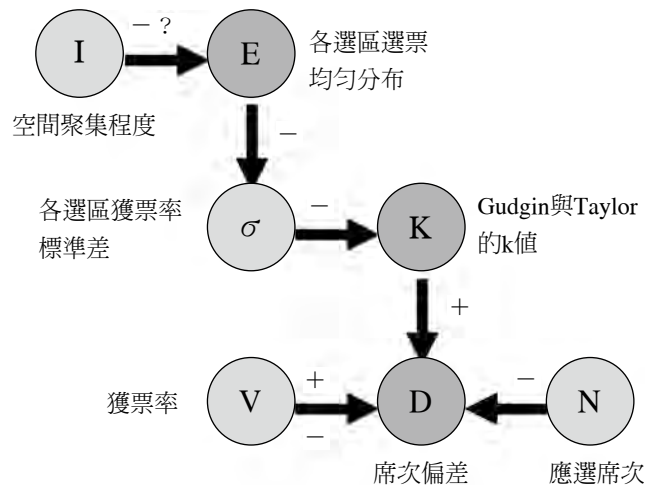 －？
I
E
各選區選票
均勻分布
空間聚集程度
－
各選區獲票率
標準差
σ
－
K
Gudgin與Taylor
的k值
＋
獲票率
V
＋
－
D
－
N
席次偏差
應選席次